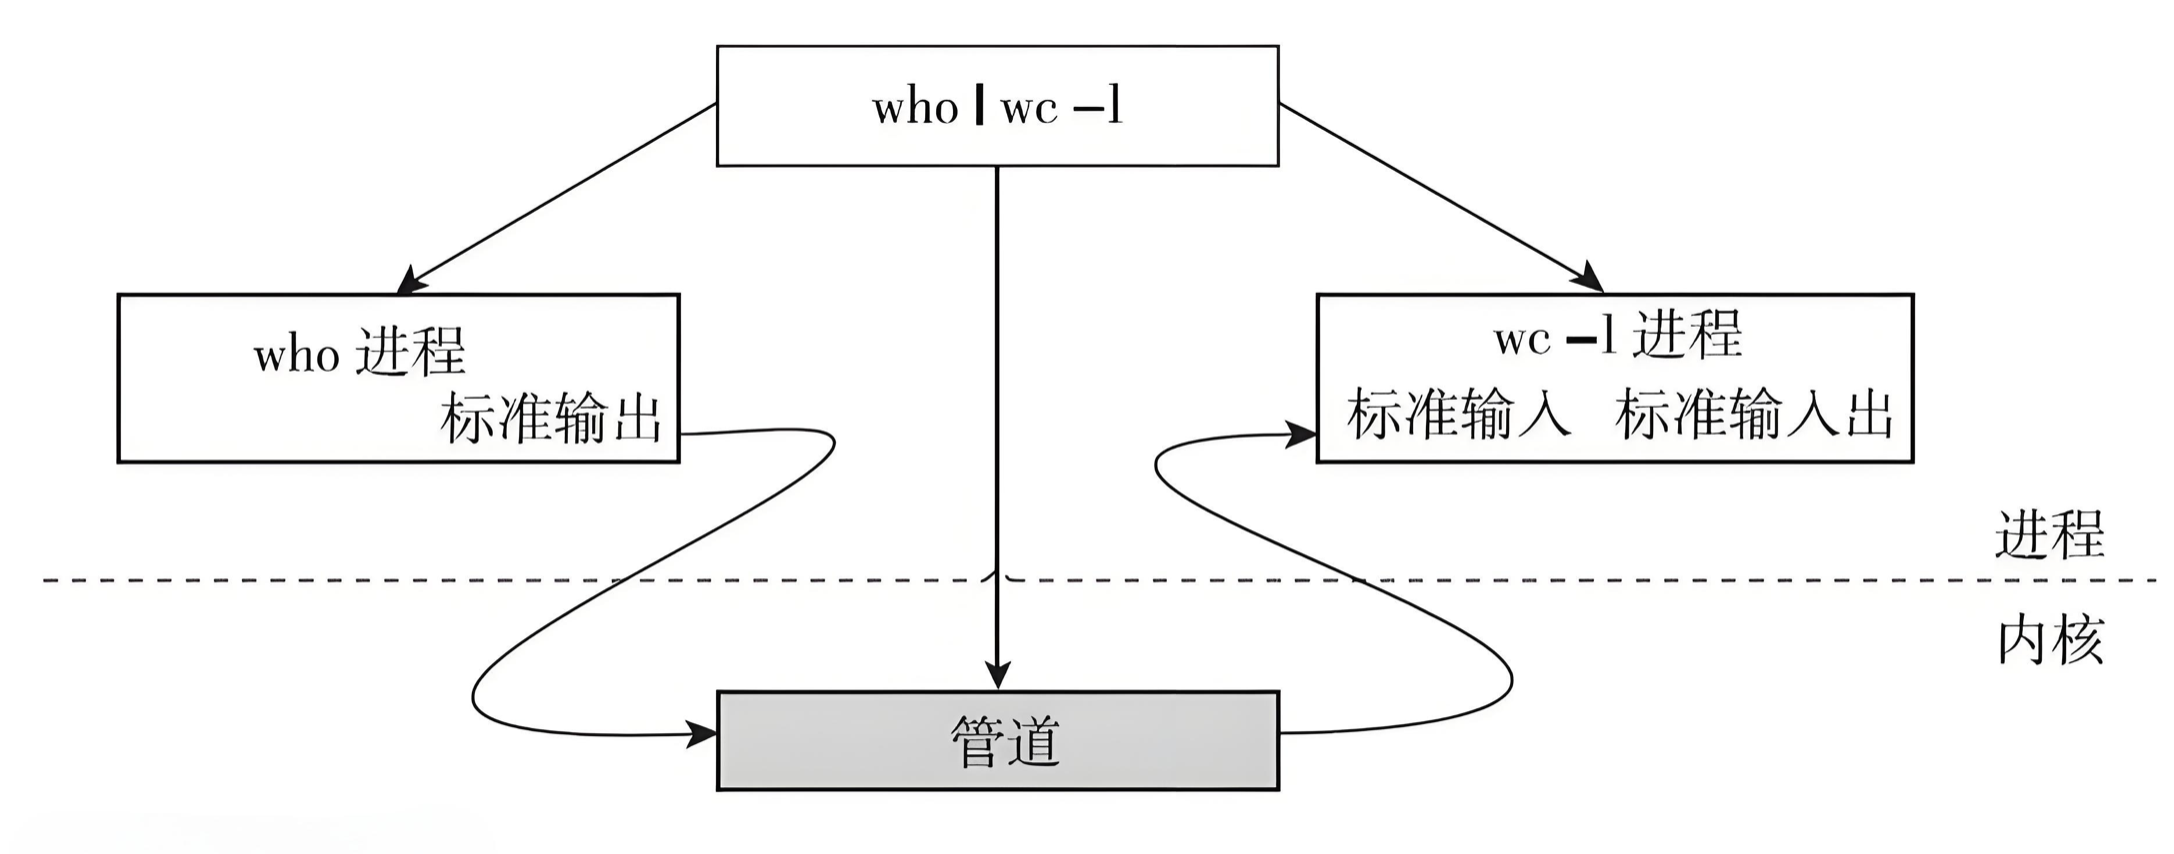 who | wc –l
who 进程
标准输出
wc –l 进程
标准输入 标准输入出
进程
内核
管道